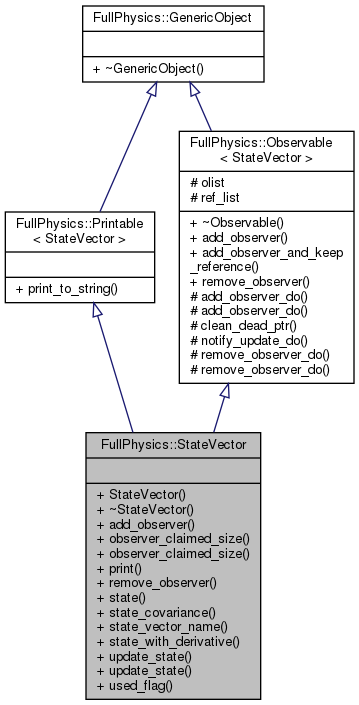 FullPhysics::GenericObject
+ ~GenericObject()
FullPhysics::Observable
< StateVector >
# olist
# ref_list
+ ~Observable()
+ add_observer()
+ add_observer_and_keep
_reference()
+ remove_observer()
# add_observer_do()
# add_observer_do()
# clean_dead_ptr()
# notify_update_do()
# remove_observer_do()
# remove_observer_do()
FullPhysics::Printable
< StateVector >
+ print_to_string()
FullPhysics::StateVector
+ StateVector()
+ ~StateVector()
+ add_observer()
+ observer_claimed_size()
+ observer_claimed_size()
+ print()
+ remove_observer()
+ state()
+ state_covariance()
+ state_vector_name()
+ state_with_derivative()
+ update_state()
+ update_state()
+ used_flag()